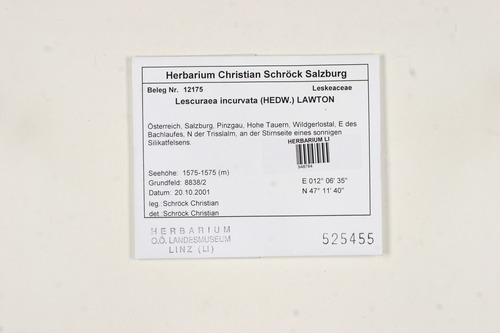 Herbarium Christian Schröck Salzburg
Beleg Nr. 12175 Leskeaceae
Lescuraea incurvata (HEDW.) LAWTON
Österreich, Salzburg, Pinzgau, Hohe Tauern, Wildgerlostal, E des
Bachlaufes, N der Trisslalm, an der Stirnseite eines sonnigen
Silikatfelsens.
HERBARIUM LI
Seehöhe: 1575-1575 (m)
Grundfeld: 8838/2
Datum: 20.10.2001
E 012° 06' 35"
N 47° 11' 40"
leg.: Schröck Christian
det.: Schröck Christian
HERBARIUM
O.Ö. LANDESMUSEUM
LINZ (LI)
525455